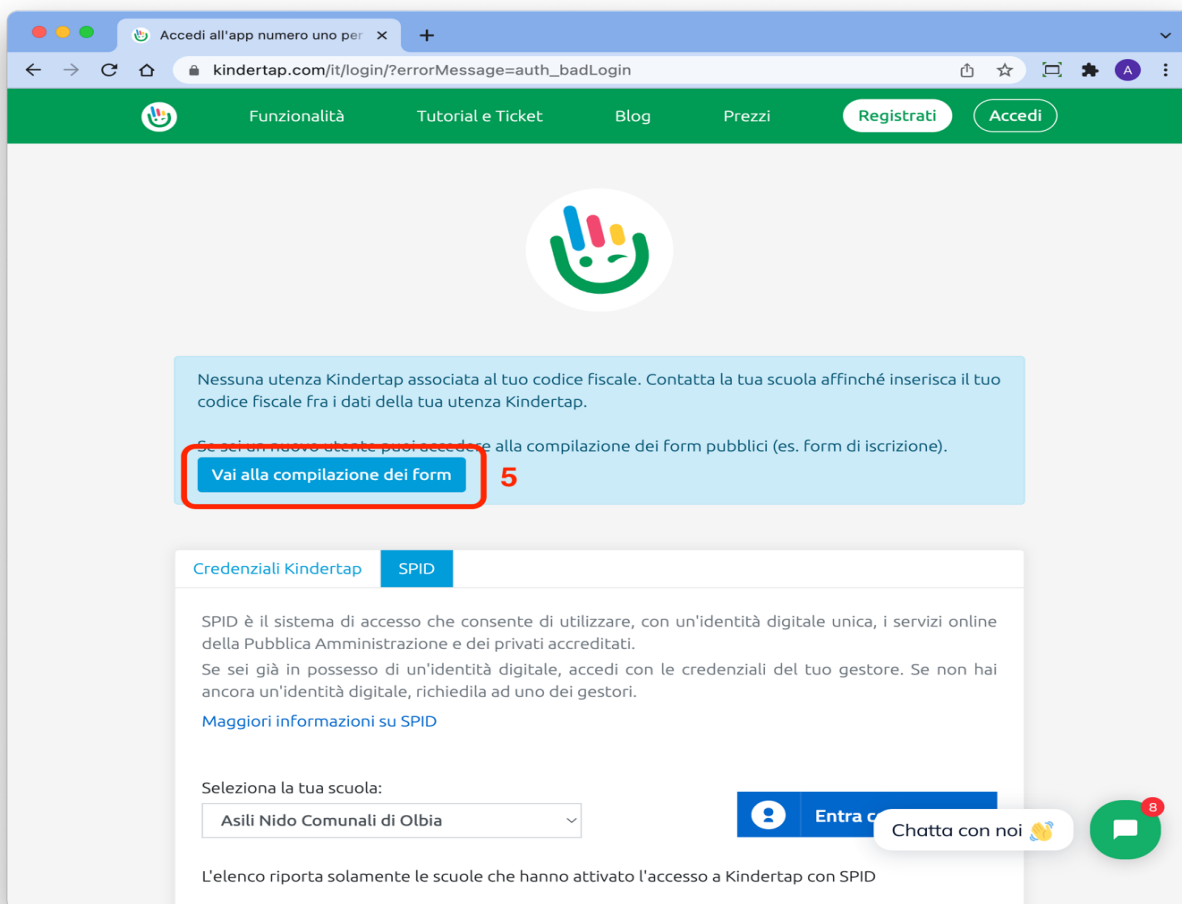 Accedi all'app numero uno per
kindertap.com/it/login/?errorMessage=auth_badLogin
A
Funzionalità
Tutorial e Ticket
Blog
Prezzi
Registrati
Accedi
Nessuna utenza Kindertap associata al tuo codice fiscale. Contatta la tua scuola affinché inserisca il tuo
codice fiscale fra i dati della tua utenza Kindertap.
Se sei un nuovo utente puoi accedere alla compilazione dei form pubblici (es. form di iscrizione).
Vai alla compilazione dei form
5
Credenziali Kindertap
SPID
SPID è il sistema di accesso che consente di utilizzare, con un'identità digitale unica, i servizi online
della Pubblica Amministrazione e dei privati accreditati.
Se sei già in possesso di un'identità digitale, accedi con le credenziali del tuo gestore. Se non hai
ancora un'identità digitale, richiedila ad uno dei gestori.
Maggiori informazioni su SPID
Seleziona la tua scuola:
Asili Nido Comunali di Olbia
Entra
Chatta con noi 👋
8
L'elenco riporta solamente le scuole che hanno attivato l'accesso a Kindertap con SPID